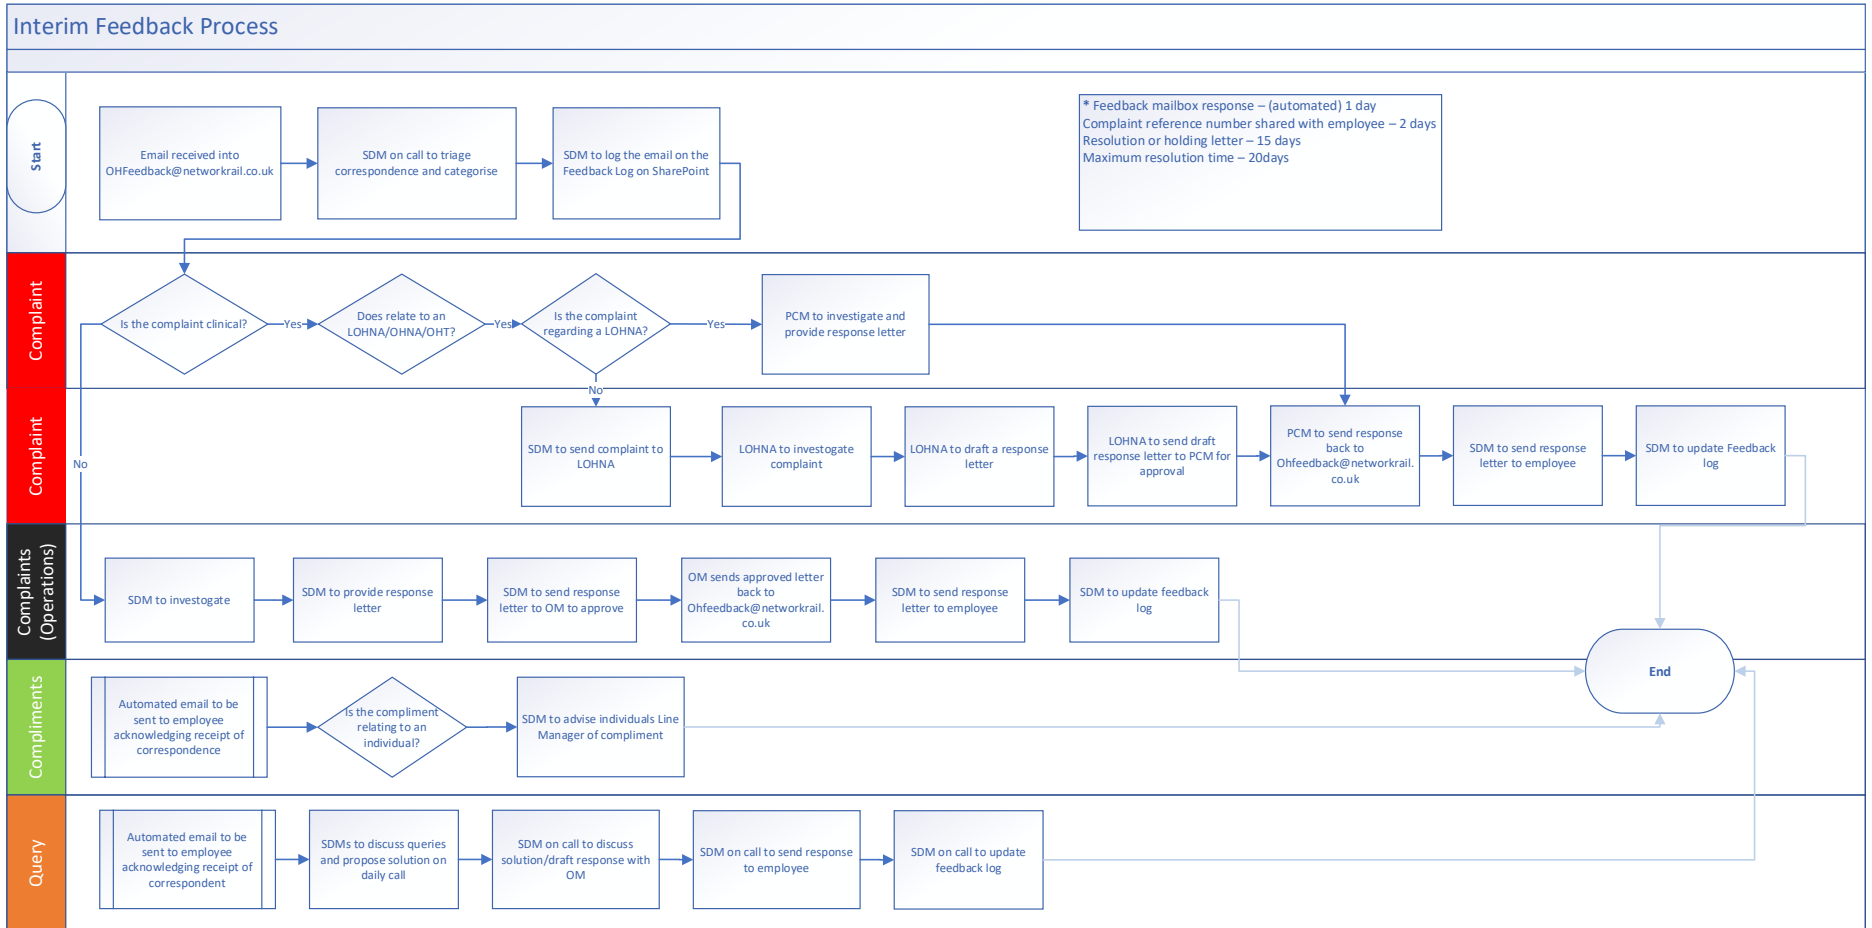 Interim Feedback Process
Start
Email received into
OHFeedback@networkrail.co.uk
SDM on call to triage
correspondence and categorise
SDM to log the email on the
Feedback Log on SharePoint
* Feedback mailbox response – (automated) 1 day
Complaint reference number shared with employee – 2 days
Resolution or holding letter – 15 days
Maximum resolution time – 20days
Complaint
Is the complaint clinical?
Yes
Does relate to an
LOHNA/OHNA/OHT?
Yes
Is the complaint
regarding a LOHNA?
Yes
PCM to investigate and
provide response letter
No
No
Complaint
SDM to send complaint to
LOHNA
LOHNA to investogate
complaint
LOHNA to draft a response
letter
LOHNA to send draft
response letter to PCM for
approval
PCM to send response
back to
Ohfeedback@networkrail.
co.uk
SDM to send response
letter to employee
SDM to update Feedback
log
Complaints
(Operations)
SDM to investogate
SDM to provide response
letter
SDM to send response
letter to OM to approve
OM sends approved letter
back to
Ohfeedback@networkrail.
co.uk
SDM to send response
letter to employee
SDM to update feedback
log
End
Compliments
Automated email to be
sent to employee
acknowledging receipt of
correspondence
Is the compliment
relating to an
individual?
SDM to advise individuals Line
Manager of compliment
Query
Automated email to be
sent to employee
acknowledging receipt of
correspondent
SDMs to discuss queries
and propose solution on
daily call
SDM on call to discuss
solution/draft response with
OM
SDM on call to send response
to employee
SDM on call to update
feedback log